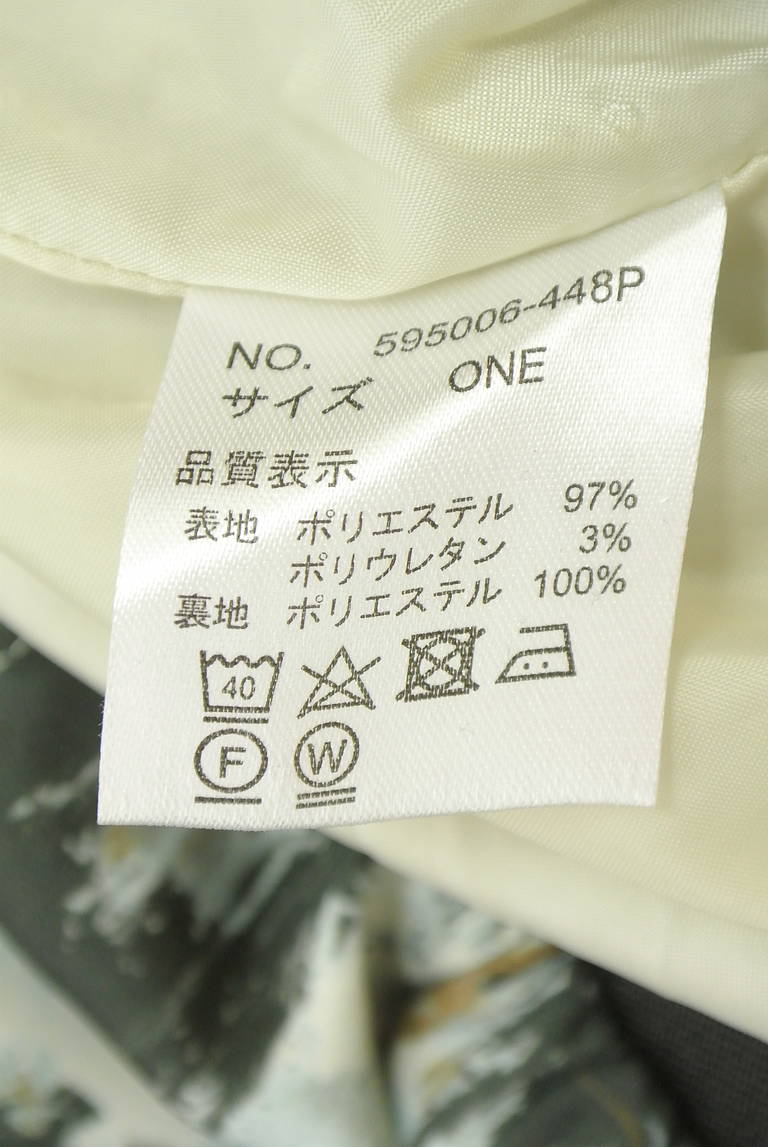 NO. 595006-448P
サイズ ONE
品質表示
表地 ポリエステル 97%
ポリウレタン 3%
裏地 ポリエステル 100%
40
F W